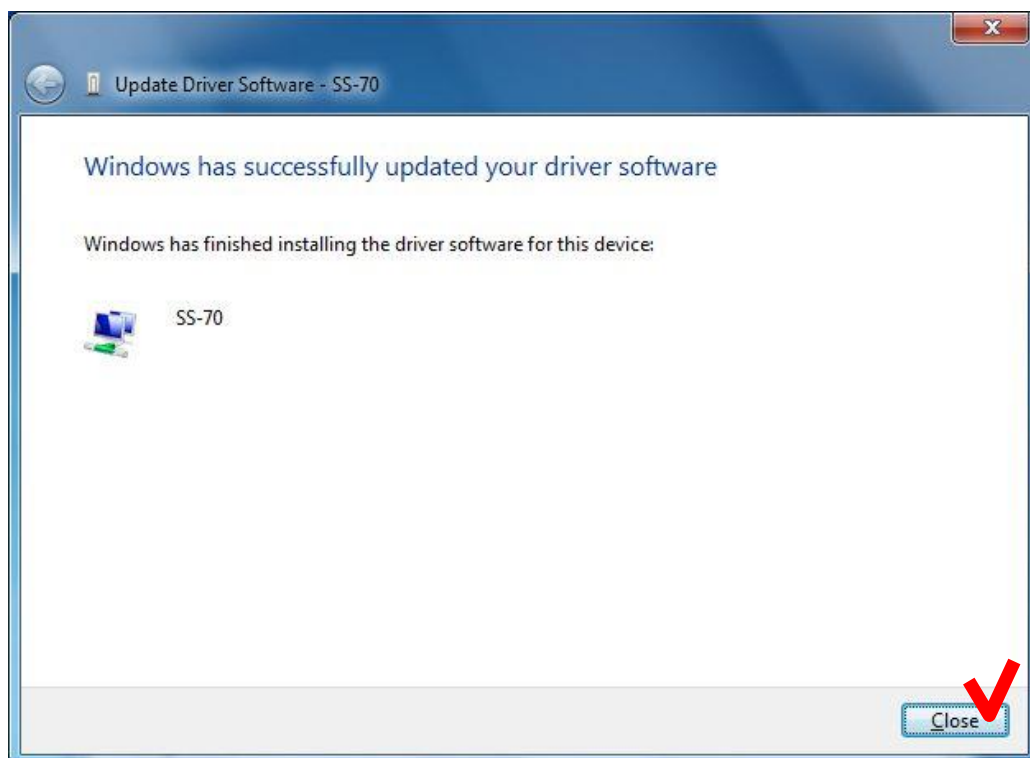 Update Driver Software - SS-70
Windows has successfully updated your driver software
Windows has finished installing the driver software for this device:
SS-70
Close